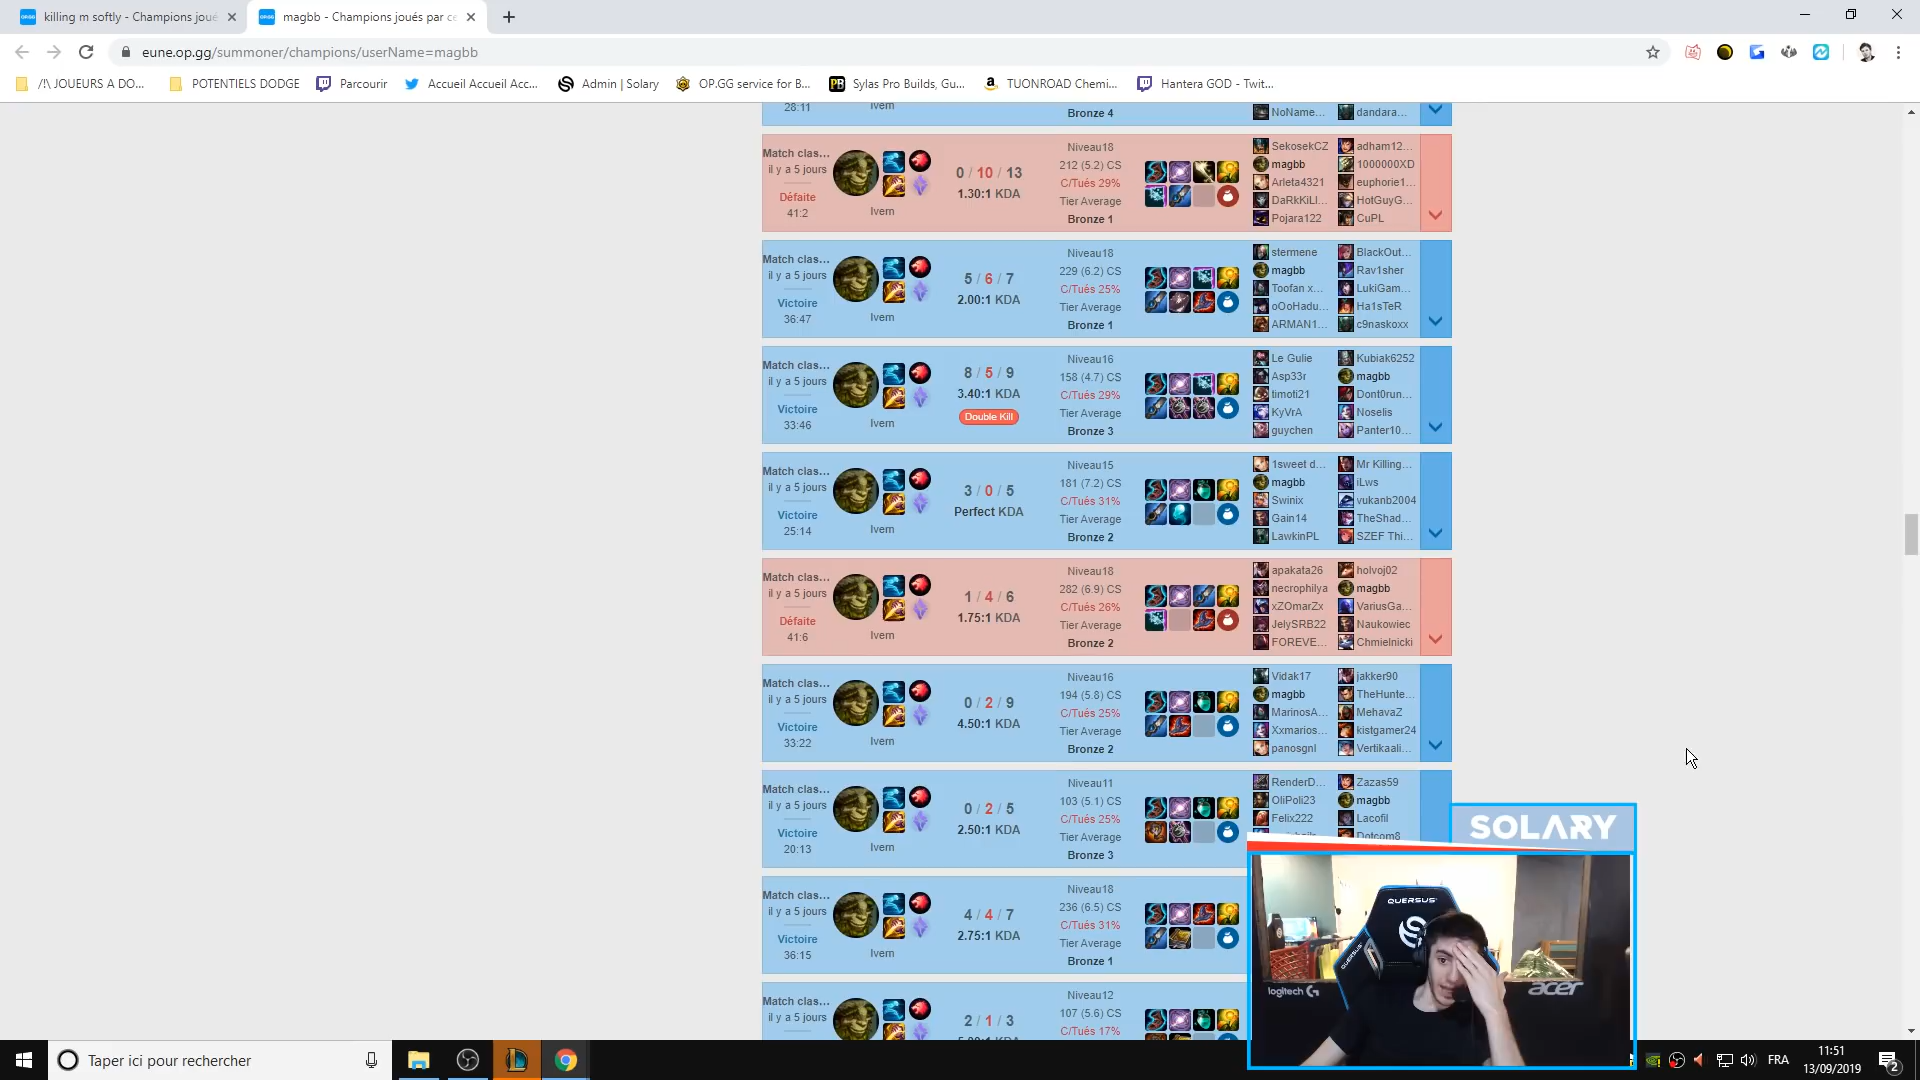 killing m softly - Champions joué
magbb - Champions joués par ce
eune.op.gg/summoner/champions/userName=magbb
/!\ JOUEURS A DO...
POTENTIELS DODGE
Parcourir
Accueil Accueil Acc...
Admin | Solary
OP.GG service for B...
Sylas Pro Builds, Gu...
TUONROAD Chemi...
Hantera GOD - Twit...
28:11
Ivern
Bronze 4
NoName...
dandara...
Match clas...
il y a 5 jours
Défaite
41:2
Ivern
0 / 10 / 13
1.30:1 KDA
Niveau18
212 (5.2) CS
C/Tués 29%
Tier Average
Bronze 1
SekosekCZ
adham12...
magbb
1000000XD
Arleta4321
euphorie1...
DaRkKiLl...
HotGuyG...
Pojara122
CuPL
Match clas...
il y a 5 jours
Victoire
36:47
Ivern
5 / 6 / 7
2.00:1 KDA
Niveau18
229 (6.2) CS
C/Tués 25%
Tier Average
Bronze 1
stermene
BlackOut...
magbb
Rav1sher
Toofan x...
LukiGam...
oOoHadu...
Ha1sTeR
ARMAN1...
c9naskoxx
Match clas...
il y a 5 jours
Victoire
33:46
Ivern
8 / 5 / 9
3.40:1 KDA
Double Kill
Niveau16
158 (4.7) CS
C/Tués 29%
Tier Average
Bronze 3
Le Gulie
Kubiak6252
Asp33r
magbb
timoti21
Dont0run...
KyVrA
Noselis
guychen
Panter10...
Match clas...
il y a 5 jours
Victoire
25:14
Ivern
3 / 0 / 5
Perfect KDA
Niveau15
181 (7.2) CS
C/Tués 31%
Tier Average
Bronze 2
1sweet d...
Mr Killing...
magbb
iLws
Swinix
vukanb2004
Gain14
TheShad...
LawkinPL
SZEF Thi...
Match clas...
il y a 5 jours
Défaite
41:6
Ivern
1 / 4 / 6
1.75:1 KDA
Niveau18
282 (6.9) CS
C/Tués 26%
Tier Average
Bronze 2
apakata26
holvoj02
necrophilya
magbb
xZOmarZx
VariusGa...
JelySRB22
Naukowiec
FOREVE...
Chmielnicki
Match clas...
il y a 5 jours
Victoire
33:22
Ivern
0 / 2 / 9
4.50:1 KDA
Niveau16
194 (5.8) CS
C/Tués 25%
Tier Average
Bronze 2
Vidak17
jakker90
magbb
TheHunte...
MarinosA...
MehavaZ
Xxmarios...
kistgamer24
panosgnl
Vertikaali...
Match clas...
il y a 5 jours
Victoire
20:13
Ivern
0 / 2 / 5
2.50:1 KDA
Niveau11
103 (5.1) CS
C/Tués 25%
Tier Average
Bronze 3
RenderD...
Zazas59
OliPoli23
magbb
Felix222
Lacofil
Dotcom8
Match clas...
il y a 5 jours
Victoire
36:15
Ivern
4 / 4 / 7
2.75:1 KDA
Niveau18
236 (6.5) CS
C/Tués 31%
Tier Average
Bronze 1
Match clas...
il y a 5 jours
2 / 1 / 3
Niveau12
107 (5.6) CS
C/Tués 17%
SOLARY
QUERSUS
logitech G
acer
Taper ici pour rechercher
FRA
11:51
13/09/2019
2